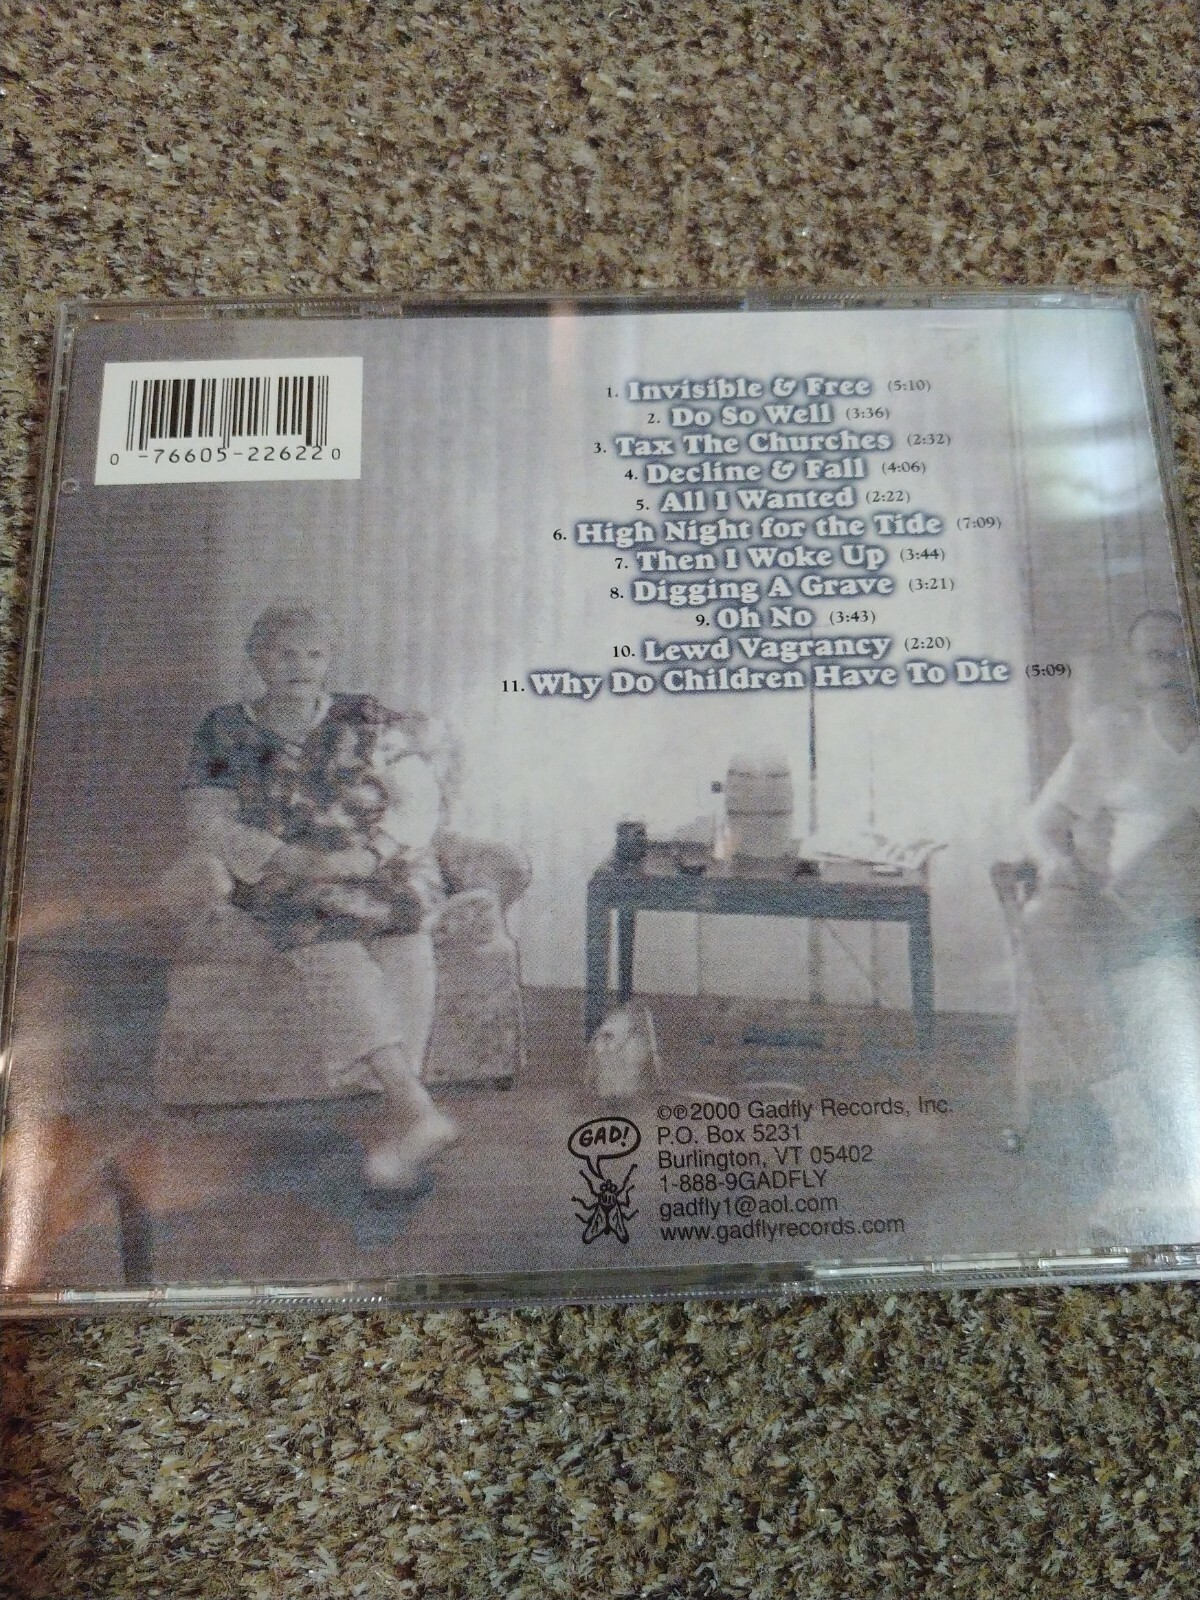 0 -76605-22622 0
1. Invisible & Free (5:10)
2. Do So Well (3:36)
3. Tax The Churches (2:32)
4. Decline & Fall (4:06)
5. All I Wanted (2:22)
6. High Night for the Tide (7:09)
7. Then I Woke Up (3:44)
8. Digging A Grave (3:21)
9. Oh No (3:43)
10. Lewd Vagrancy (2:20)
11. Why Do Children Have To Die (5:09)
GAD!
©℗2000 Gadfly Records, Inc.
P.O. Box 5231
Burlington, VT 05402
1-888-9GADFLY
gadfly1@aol.com
www.gadflyrecords.com